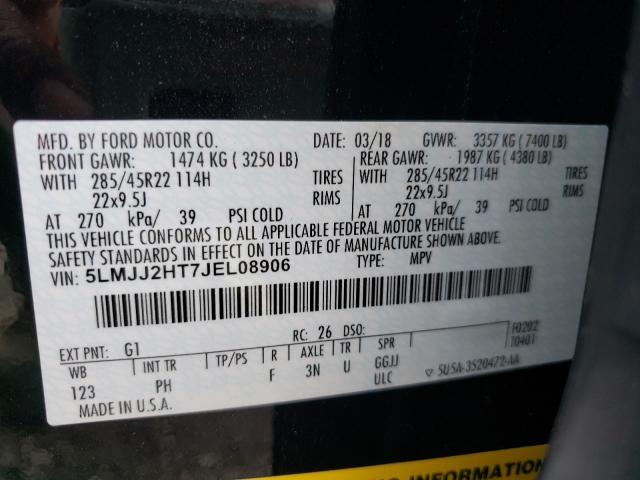 MFD. BY FORD MOTOR CO. DATE: 03/18 GVWR: 3357 KG ( 7400 LB)
FRONT GAWR: 1474 KG ( 3250 LB) REAR GAWR: 1987 KG ( 4380 LB)
WITH 285/45R22 114H TIRES WITH 285/45R22 114H TIRES
22x9.5J RIMS 22x9.5J RIMS
AT 270 kPa/ 39 PSI COLD AT 270 kPa/ 39 PSI COLD
THIS VEHICLE CONFORMS TO ALL APPLICABLE FEDERAL MOTOR VEHICLE
SAFETY STANDARDS IN EFFECT ON THE DATE OF MANUFACTURE SHOWN ABOVE.
VIN: 5LMJJ2HT7JEL08906 TYPE: MPV
RC: 26 DSO: F0202
EXT PNT: G1 T0401
WB INT TR TP/PS R AXLE TR SPR
123 PH F 3N U GGJJ
ULC ▽ 5U5A-3520472-AA
MADE IN U.S.A.
INFORMATION